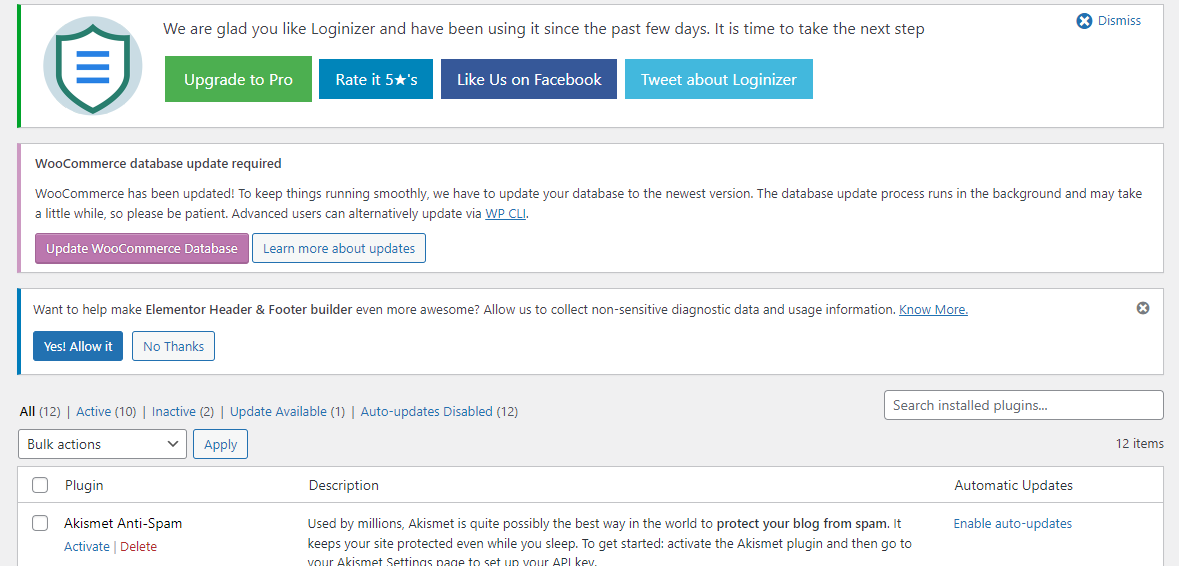 We are glad you like Loginizer and have been using it since the past few days. It is time to take the next step
Dismiss
Upgrade to Pro
Rate it 5★'s
Like Us on Facebook
Tweet about Loginizer
WooCommerce database update required
WooCommerce has been updated! To keep things running smoothly, we have to update your database to the newest version. The database update process runs in the background and may take
a little while, so please be patient. Advanced users can alternatively update via WP CLI.
Update WooCommerce Database
Learn more about updates
Want to help make Elementor Header & Footer builder even more awesome? Allow us to collect non-sensitive diagnostic data and usage information. Know More.
Yes! Allow it
No Thanks
All (12) | Active (10) | Inactive (2) | Update Available (1) | Auto-updates Disabled (12)
Search installed plugins...
Bulk actions
Apply
12 items
Plugin
Description
Automatic Updates
Akismet Anti-Spam
Used by millions, Akismet is quite possibly the best way in the world to protect your blog from spam. It
Enable auto-updates
Activate | Delete
keeps your site protected even while you sleep. To get started: activate the Akismet plugin and then go to
your Akismet Settings page to set up your API key.